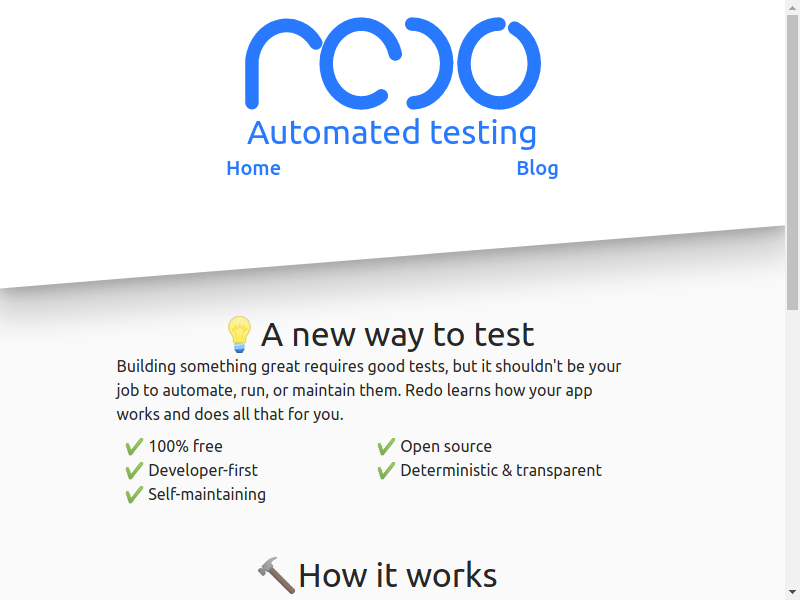 redo
Automated testing
Home Blog
A new way to test
Building something great requires good tests, but it shouldn't be your
job to automate, run, or maintain them. Redo learns how your app
works and does all that for you.
✔ 100% free ✔ Open source
✔ Developer-first ✔ Deterministic & transparent
✔ Self-maintaining
How it works